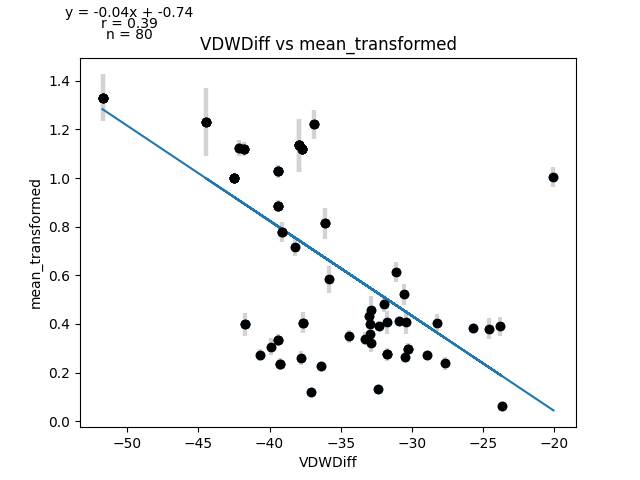 y = -0.04x + -0.74
r = 0.39
n = 80
VDWDiff vs mean_transformed
mean_transformed
1.4
1.2
1.0
0.8
0.6
0.4
0.2
0.0
−50
−45
−40
−35
−30
−25
−20
VDWDiff